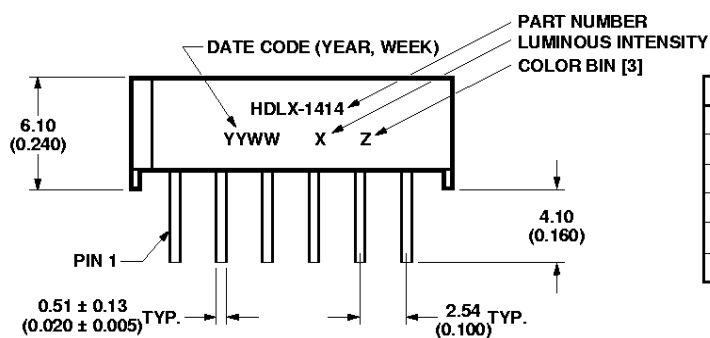 PART NUMBER
DATE CODE (YEAR, WEEK)
LUMINOUS INTENSITY
COLOR BIN [3]
HDLX-1414
YYWW X Z
6.10
(0.240)
4.10
(0.160)
PIN 1
0.51 ± 0.13
(0.020 ± 0.005) TYP.
2.54
(0.100) TYP.